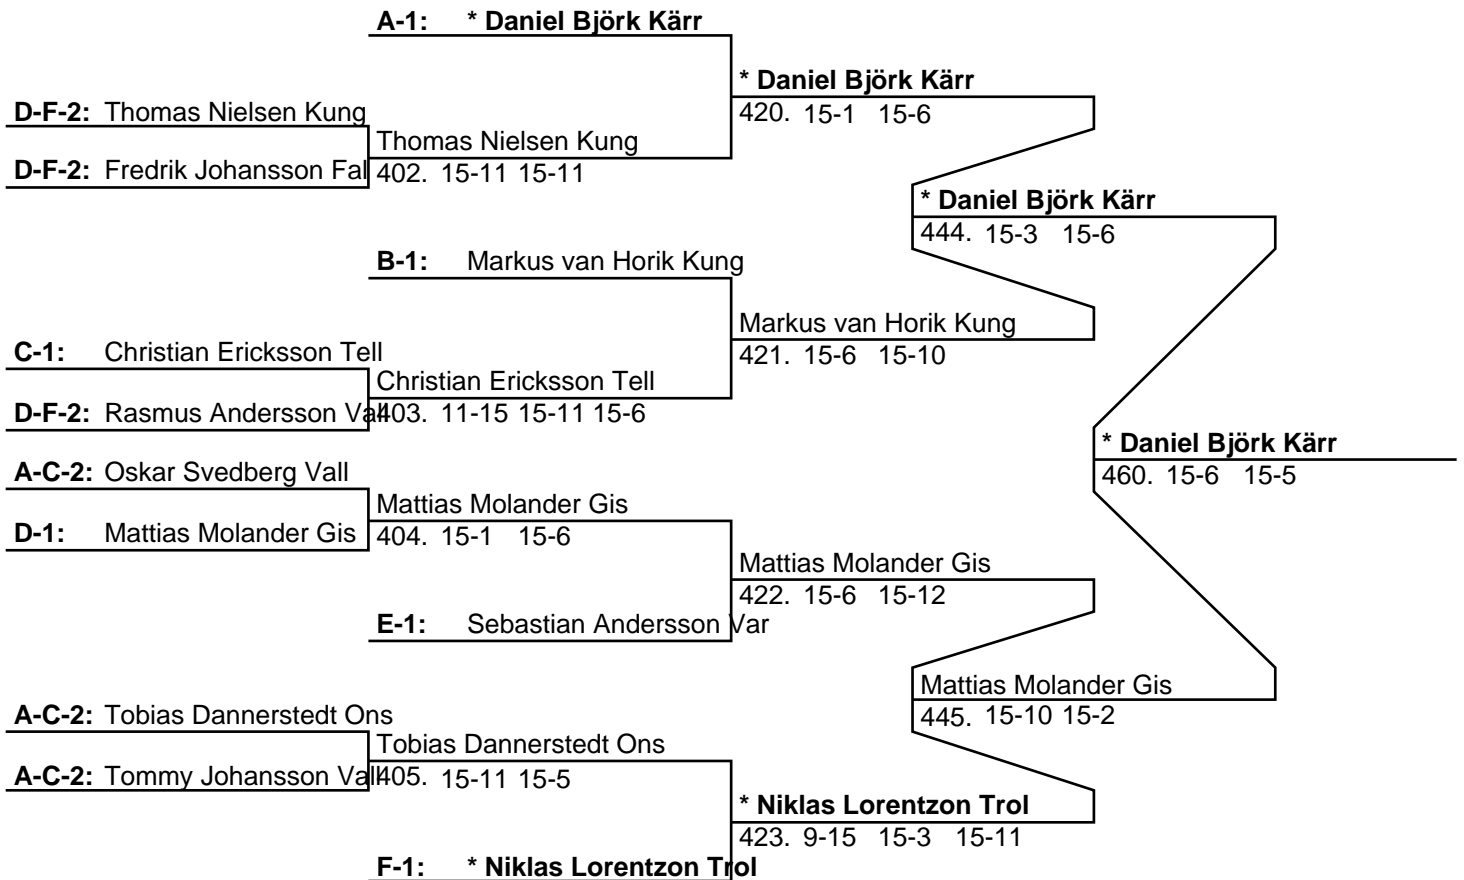 A-1: * Daniel Björk Kärr
* Daniel Björk Kärr
D-F-2: Thomas Nielsen Kung
420. 15-1 15-6
Thomas Nielsen Kung
D-F-2: Fredrik Johansson Fal
402. 15-11 15-11
* Daniel Björk Kärr
444. 15-3 15-6
B-1: Markus van Horik Kung
Markus van Horik Kung
C-1: Christian Ericksson Tell
421. 15-6 15-10
Christian Ericksson Tell
D-F-2: Rasmus Andersson Vall
403. 11-15 15-11 15-6
* Daniel Björk Kärr
A-C-2: Oskar Svedberg Vall
460. 15-6 15-5
Mattias Molander Gis
D-1: Mattias Molander Gis
404. 15-1 15-6
Mattias Molander Gis
422. 15-6 15-12
E-1: Sebastian Andersson Var
Mattias Molander Gis
A-C-2: Tobias Dannerstedt Ons
445. 15-10 15-2
Tobias Dannerstedt Ons
A-C-2: Tommy Johansson Vall
405. 15-11 15-5
* Niklas Lorentzon Trol
423. 9-15 15-3 15-11
F-1: * Niklas Lorentzon Trol